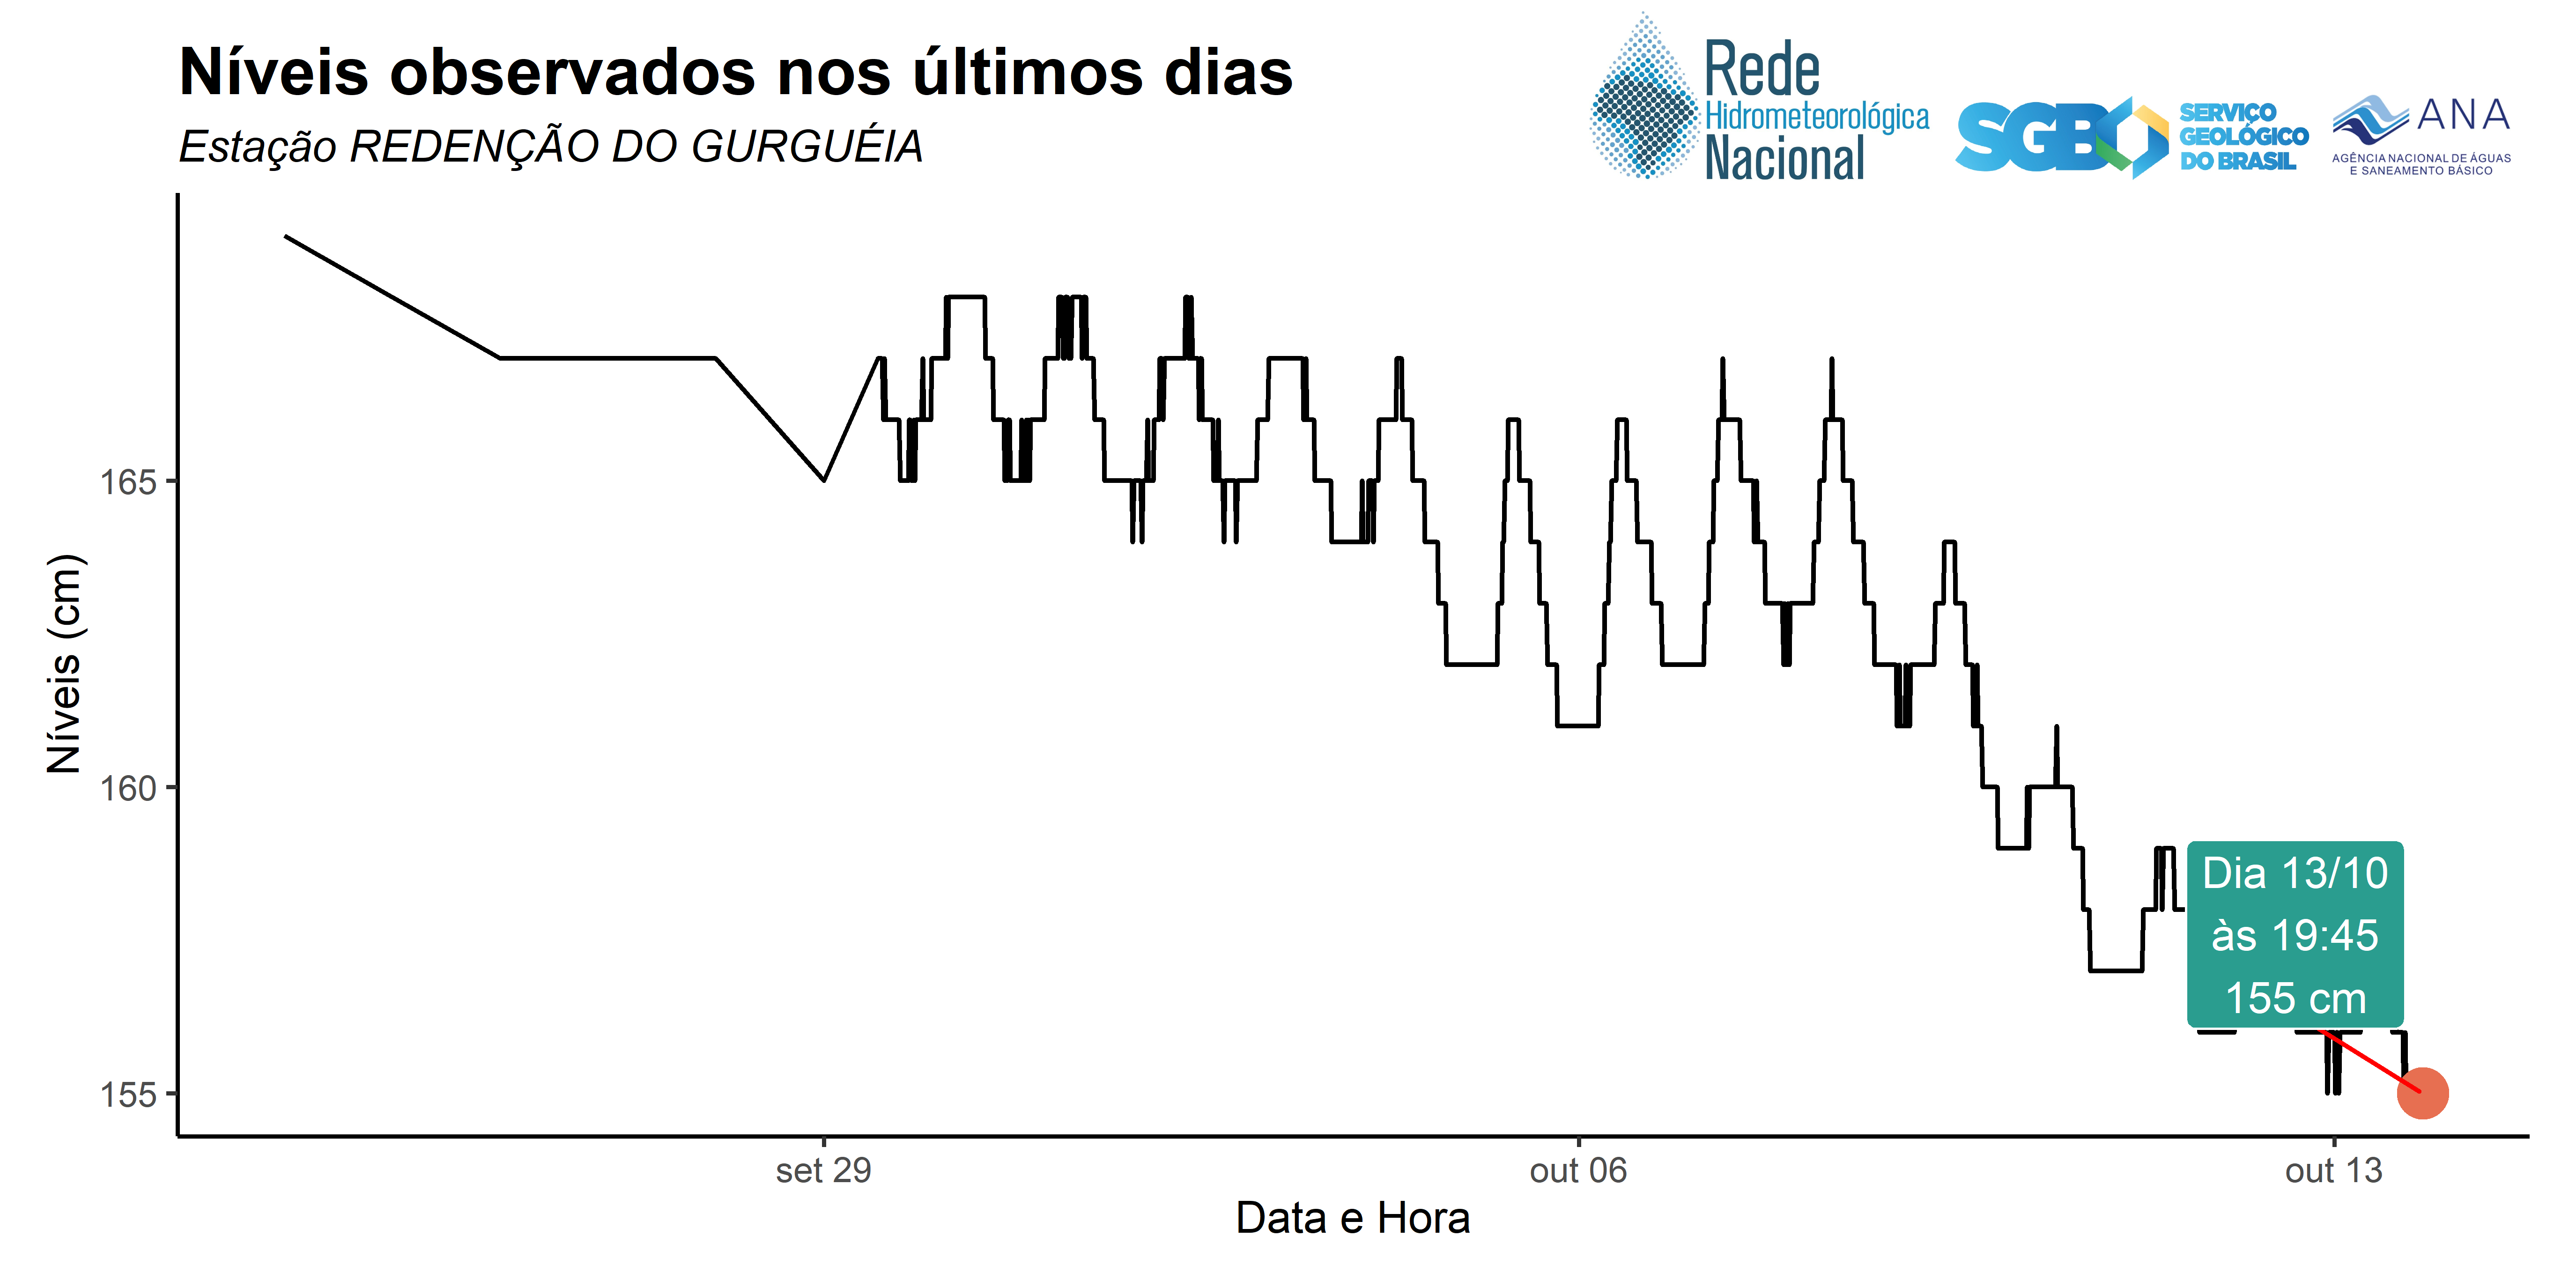 Níveis observados nos últimos dias
Estação REDENÇÃO DO GURGUÉIA
Rede
Hidrometeorológica
Nacional
SGB
SERVIÇO
GEOLÓGICO
DO BRASIL
ANA
AGÊNCIA NACIONAL DE ÁGUAS
E SANEAMENTO BÁSICO
Níveis (cm)
165
160
155
Dia 13/10
às 19:45
155 cm
set 29
out 06
out 13
Data e Hora